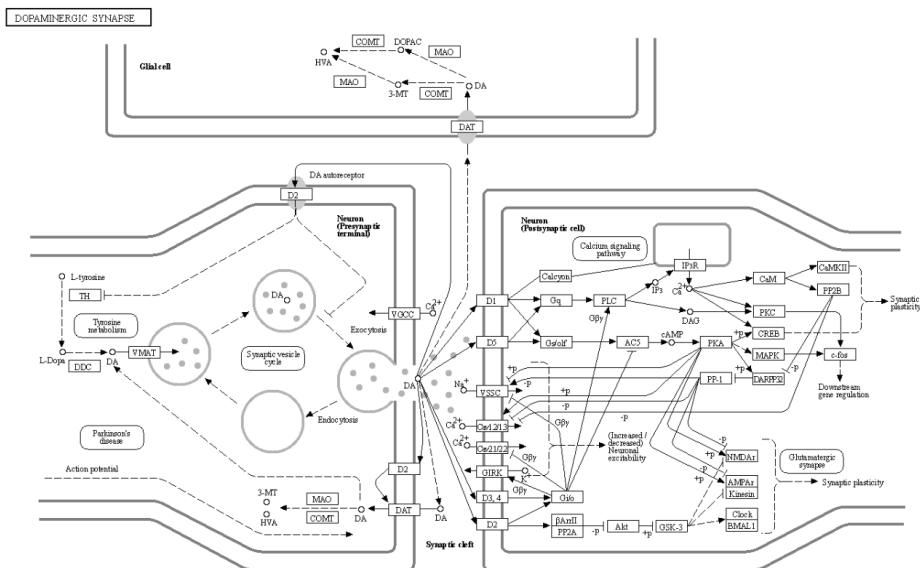 DOPAMINERGIC SYNAPSE
Glial cell
COMT
DOPAC
MAO
HVA
MAO
3-MT
COMT
DA
DAT
DA autoreceptor
D2
Neuron
(Presynaptic
terminal)
Neuron
(Postsynaptic cell)
Calcium signaling
pathway
L-tyrosine
TH
DA
Tyrosine
metabolism
L-Dopa
DDC
DA
VMAT
Synaptic vesicle
cycle
VGCC
Ca2+
Exocytosis
Endocytosis
DA
Parkinson's
disease
Action potential
D2
DAT
DA
DA
3-MT
HVA
MAO
COMT
Synaptic cleft
Calcyon
IP3R
IP3
Ca2+
CaM
CaMKII
PP2B
Synaptic
plasticity
D1
Gq
PLC
DAG
PKC
Gβγ
CREB
D5
Gs/olf
AC5
cAMP
PKA
+p
MAPK
c-fos
+p
-p
PP-1
DARPP32
Downstream
gene regulation
Na+
VSSC
+p
-p
+p
-p
-p
Ca2+
Cav1.2/1.3
Gβγ
Ca2+
Cav2.1/2.2
(Increased /
decreased)
Neuronal
excitability
GIRK
K+
Gβγ
D3, 4
Gi/o
D2
βArrII
PP2A
-p
Akt
+p
GSK-3
-p
+p
-p
+p
NMDAr
AMPAr
Kinesin
Clock
BMAL1
Glutamatergic
synapse
Synaptic plasticity